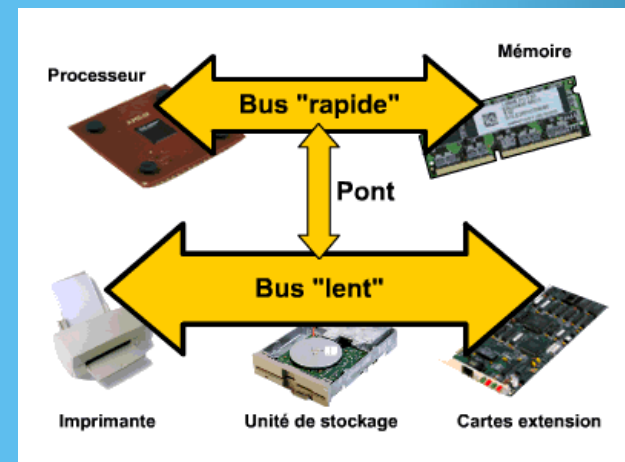 Mémoire
Processeur
Bus "rapide"
Pont
Bus "lent"
Imprimante
Unité de stockage
Cartes extension